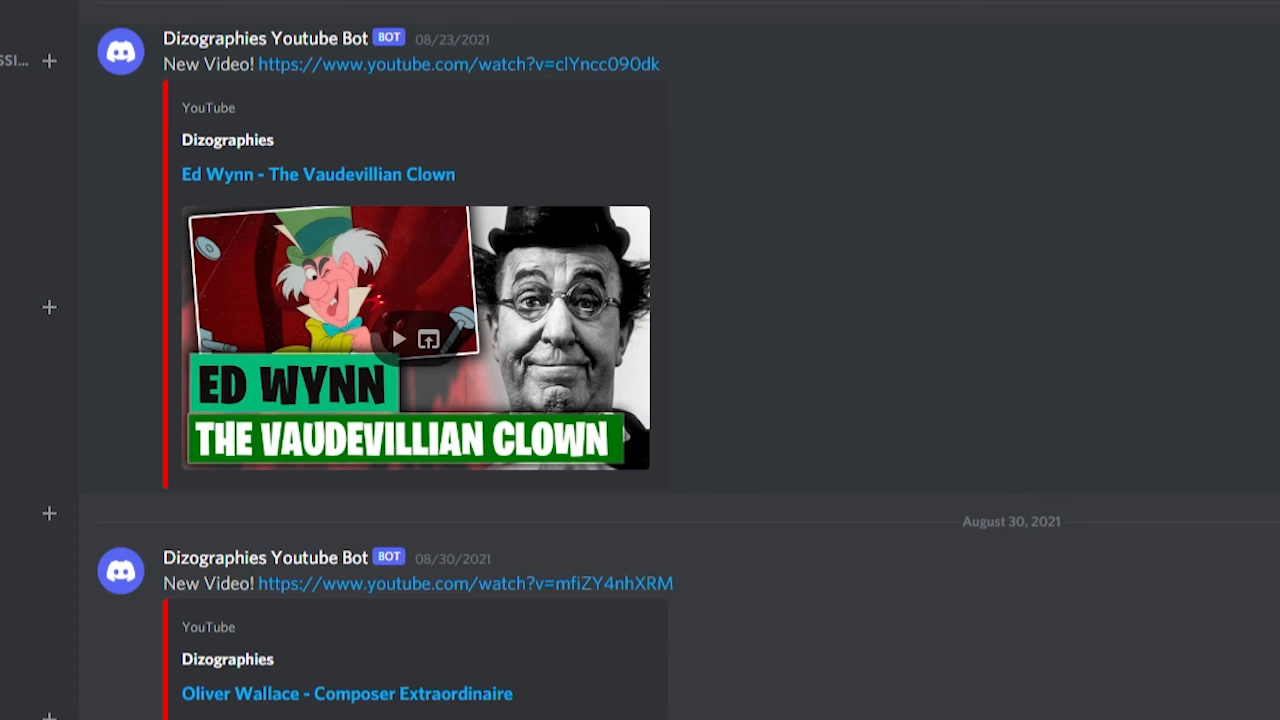 SSI...
Dizographies Youtube Bot BOT 08/23/2021
New Video! https://www.youtube.com/watch?v=clYncc090dk
YouTube
Dizographies
Ed Wynn - The Vaudevillian Clown
ED WYNN
THE VAUDEVILLIAN CLOWN
August 30, 2021
Dizographies Youtube Bot BOT 08/30/2021
New Video! https://www.youtube.com/watch?v=mfiZY4nhXRM
YouTube
Dizographies
Oliver Wallace - Composer Extraordinaire